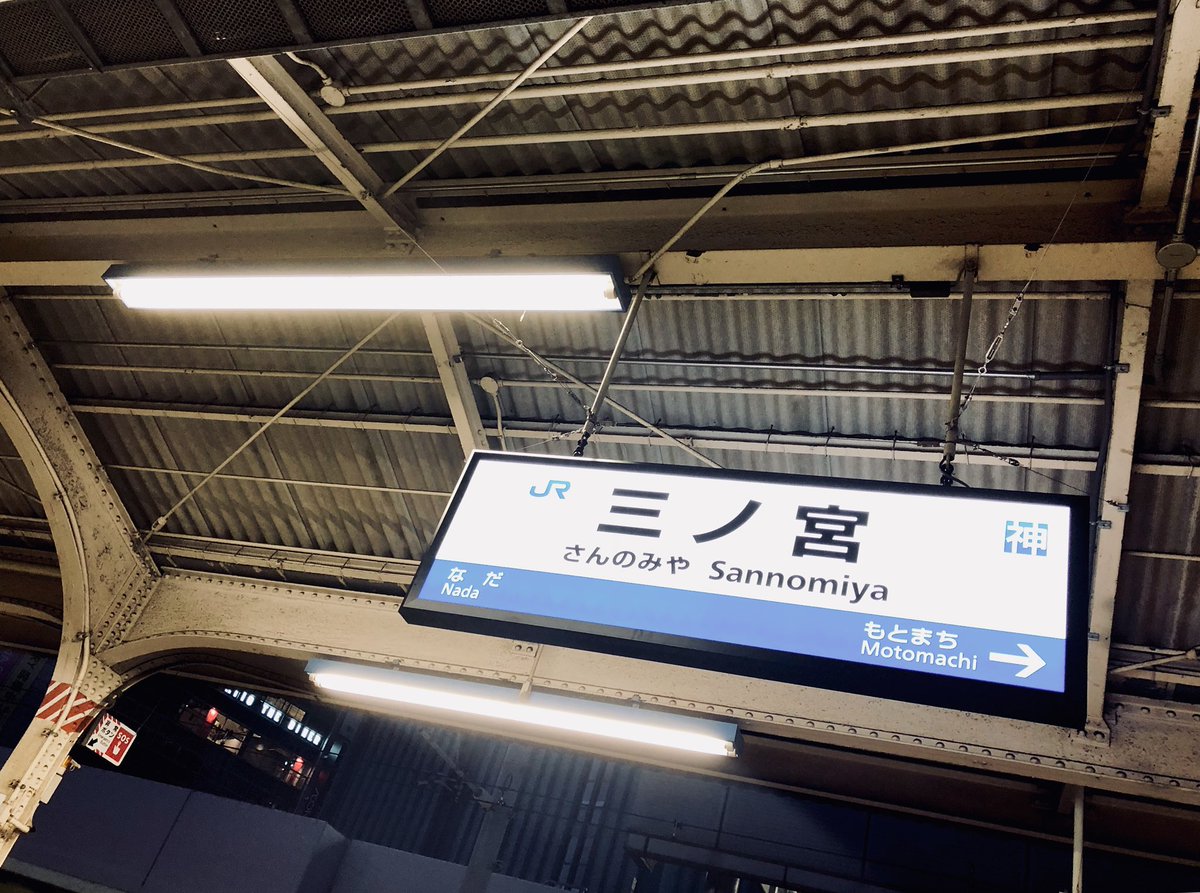 JR 三ノ宮 神
さんのみや Sannomiya
なだ
Nada
もとまち
Motomachi
SOS